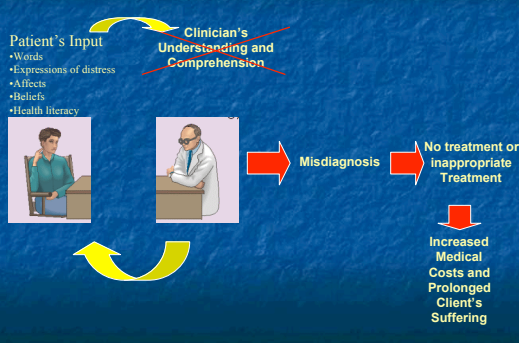 Patient's Input
•Words
•Expressions of distress
•Affects
•Beliefs
•Health literacy
Clinician's
Understanding and
Comprehension
Misdiagnosis
No treatment or
inappropriate
Treatment
Increased
Medical
Costs and
Prolonged
Client's
Suffering